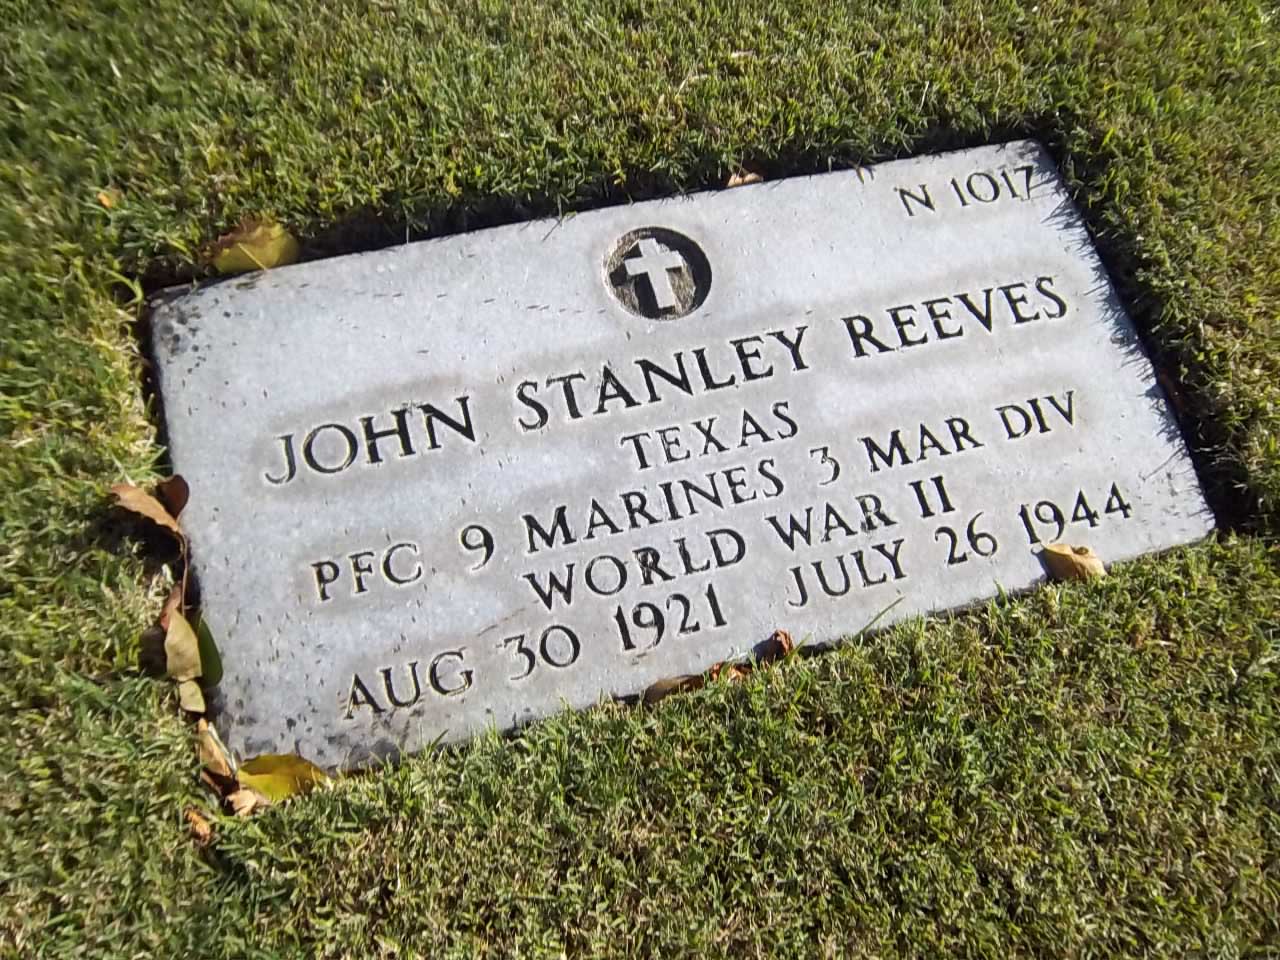 N 1017
JOHN STANLEY REEVES
TEXAS
PFC 9 MARINES 3 MAR DIV
WORLD WAR II
AUG 30 1921 JULY 26 1944